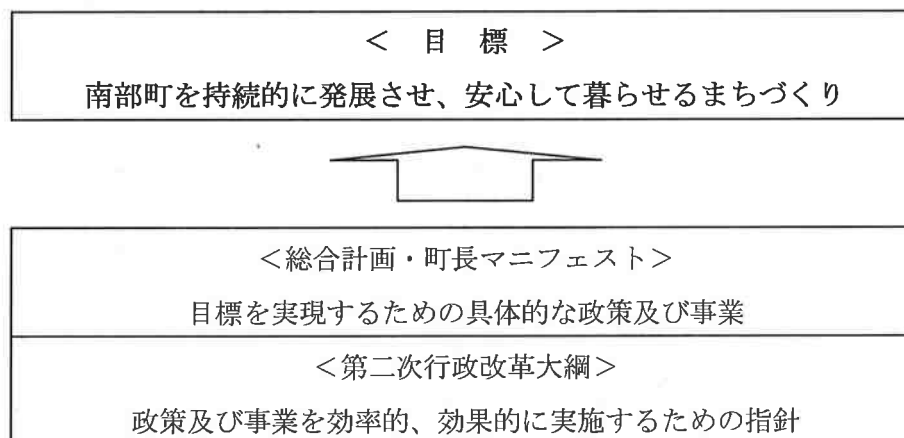 ＜　目　標　＞
南部町を持続的に発展させ、安心して暮らせるまちづくり
＜総合計画・町長マニフェスト＞
目標を実現するための具体的な政策及び事業
＜第二次行政改革大綱＞
政策及び事業を効率的、効果的に実施するための指針